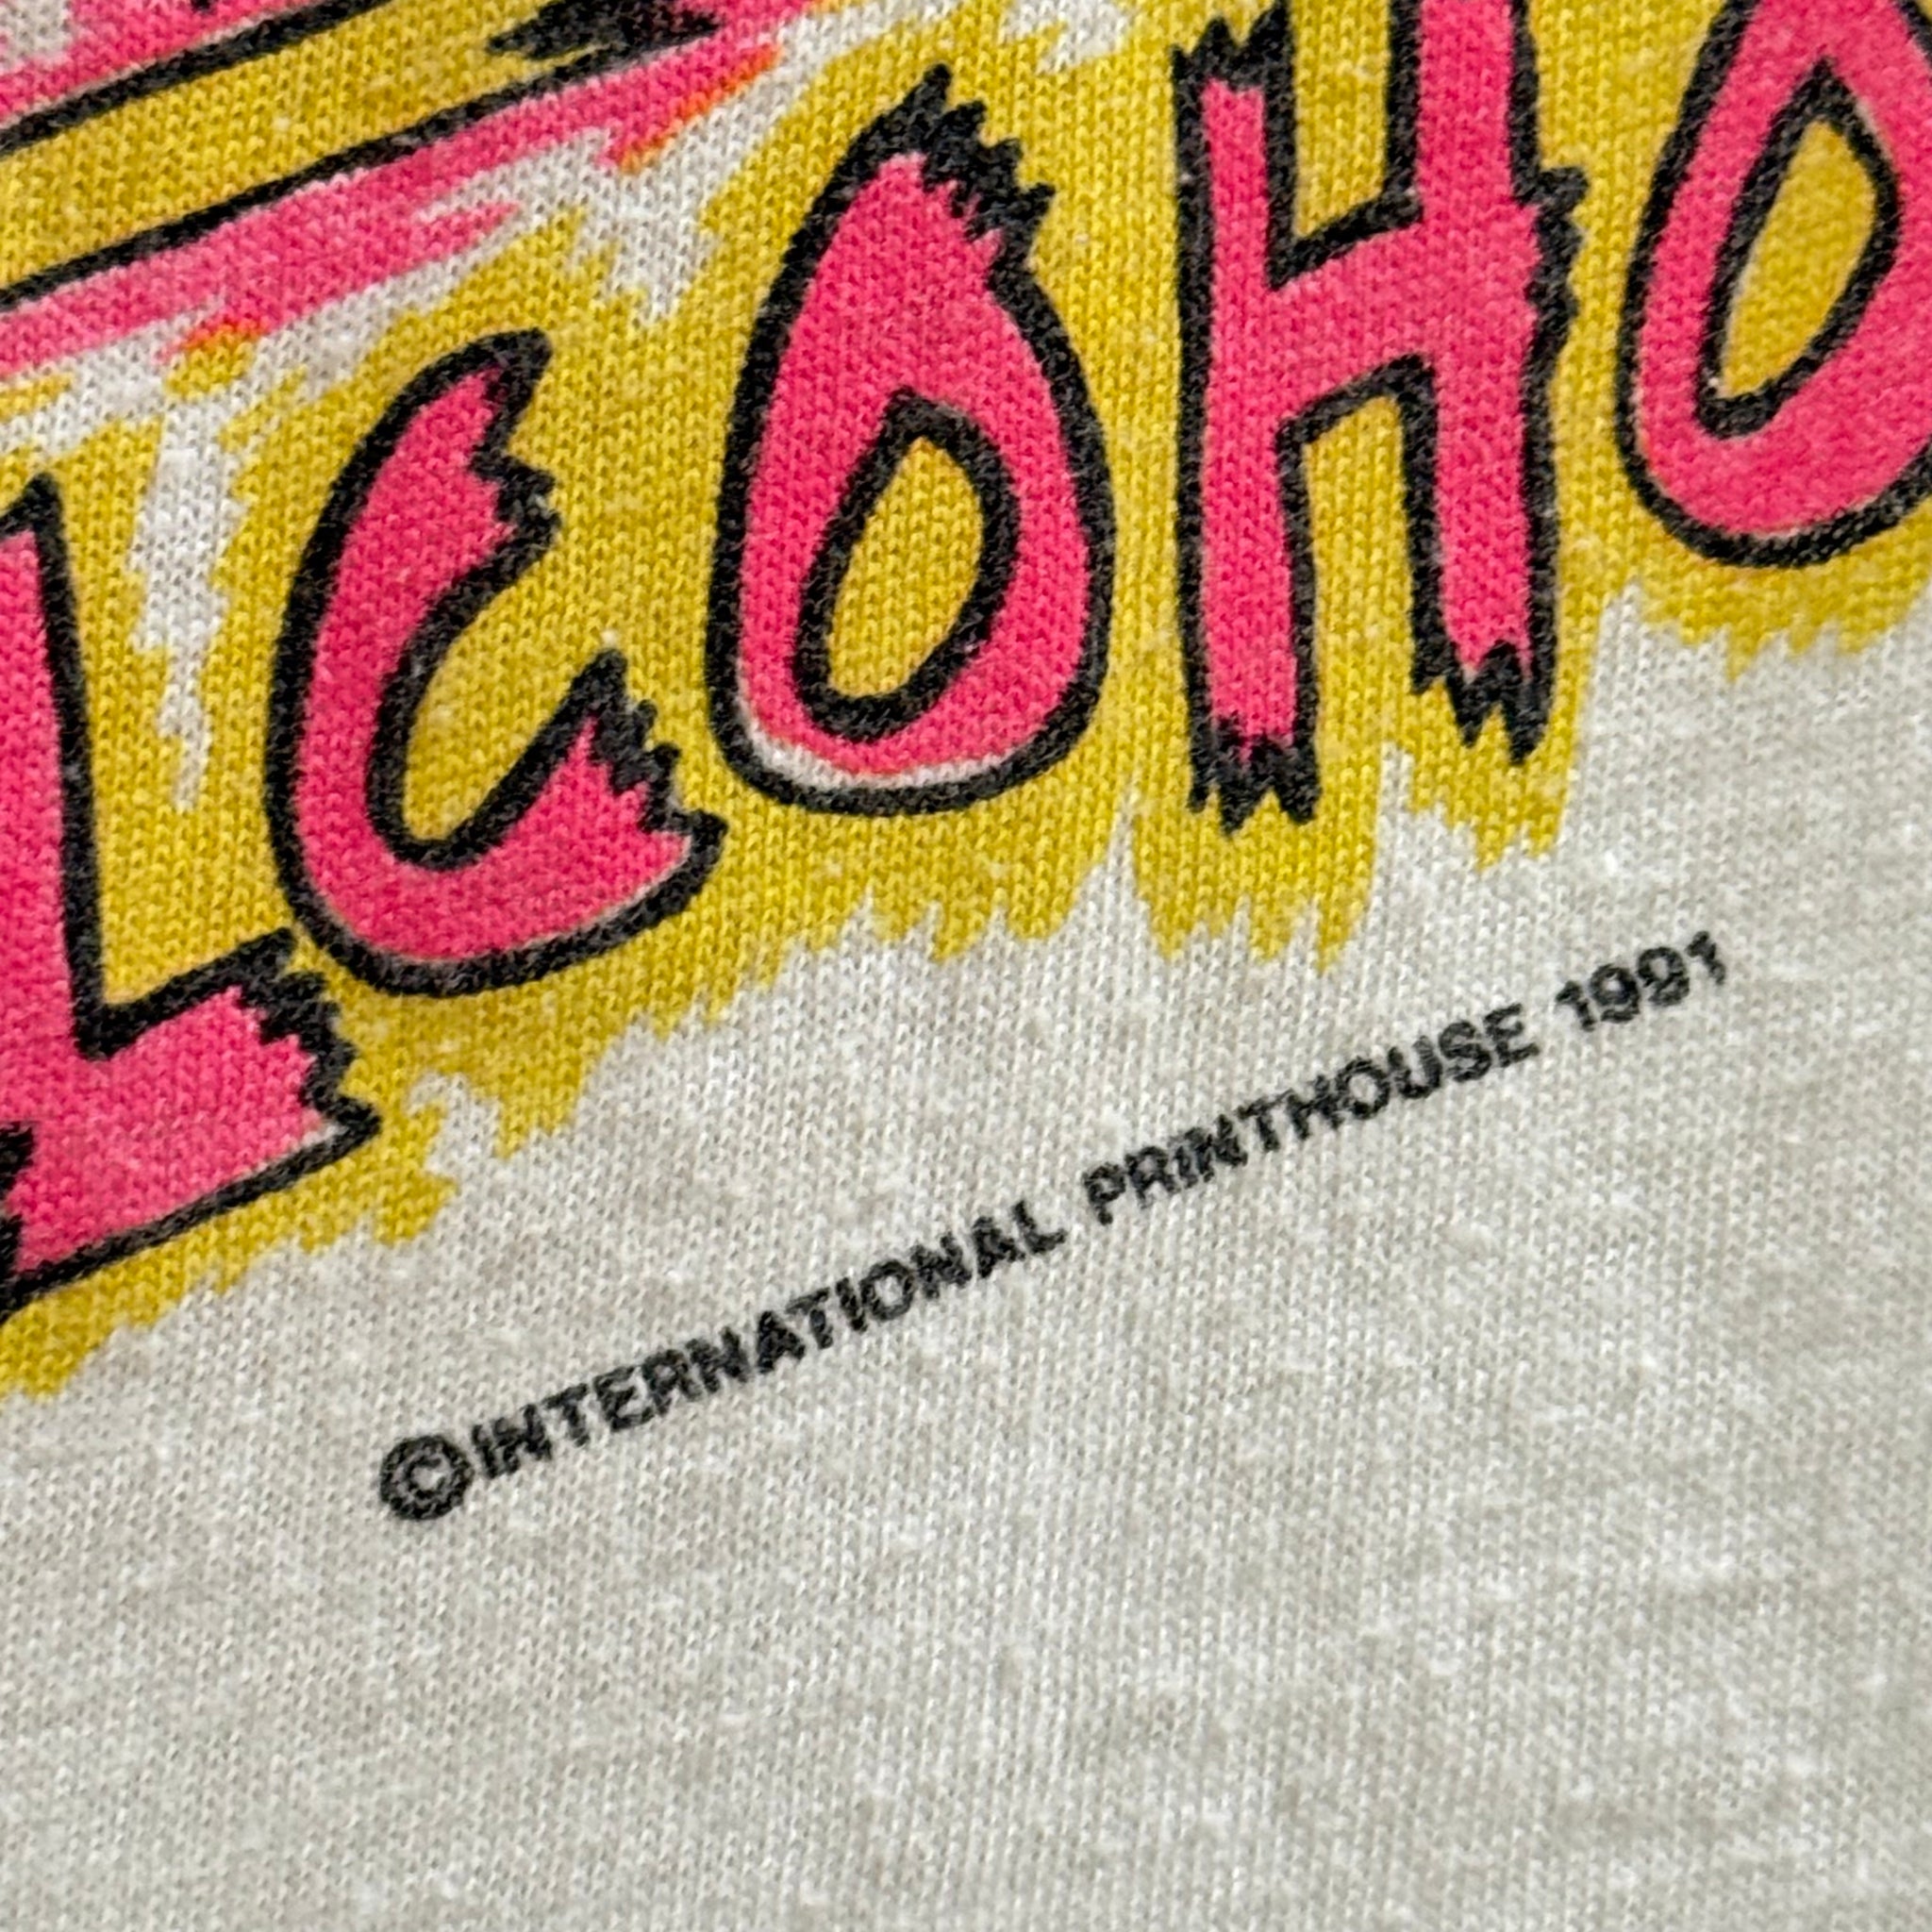 LCOHO
©INTERNATIONAL PRINTHOUSE 1991